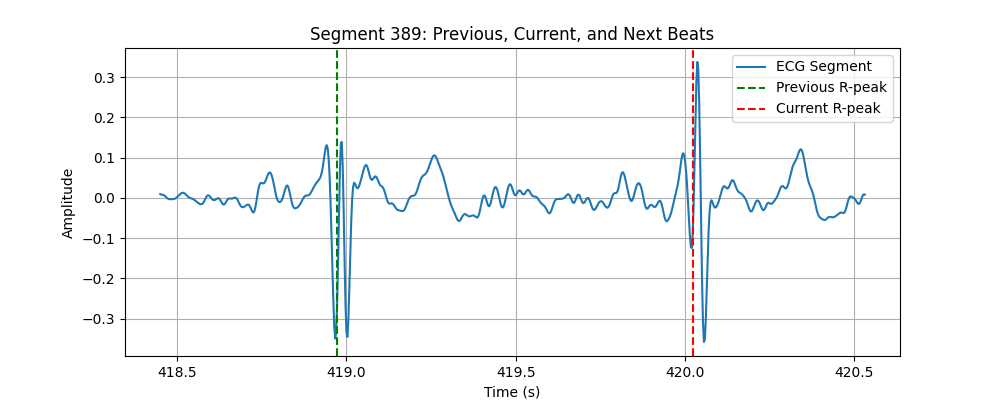 Segment 389: Previous, Current, and Next Beats
ECG Segment
Previous R-peak
Current R-peak
0.3
0.2
0.1
0.0
−0.1
−0.2
−0.3
Amplitude
418.5
419.0
419.5
420.0
420.5
Time (s)